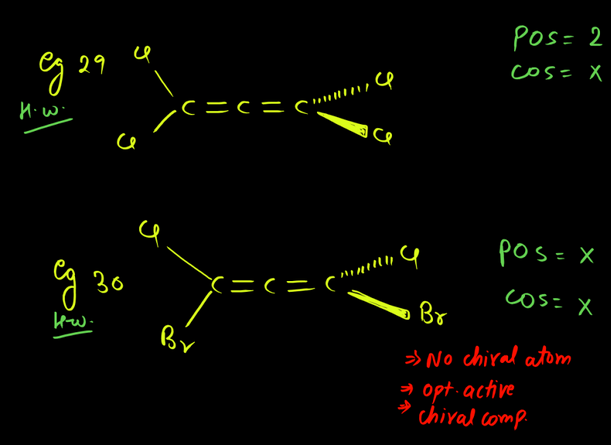 Eg 29
H.w.
Cl
Cl
C = C = C
Cl
Cl
POS = 2
COS = x
Eg 30
H.w.
Cl
Br
C = C = C
Cl
Br
POS = x
COS = x
⇒ No chiral atom
⇒ opt. active
⇒ chiral comp.